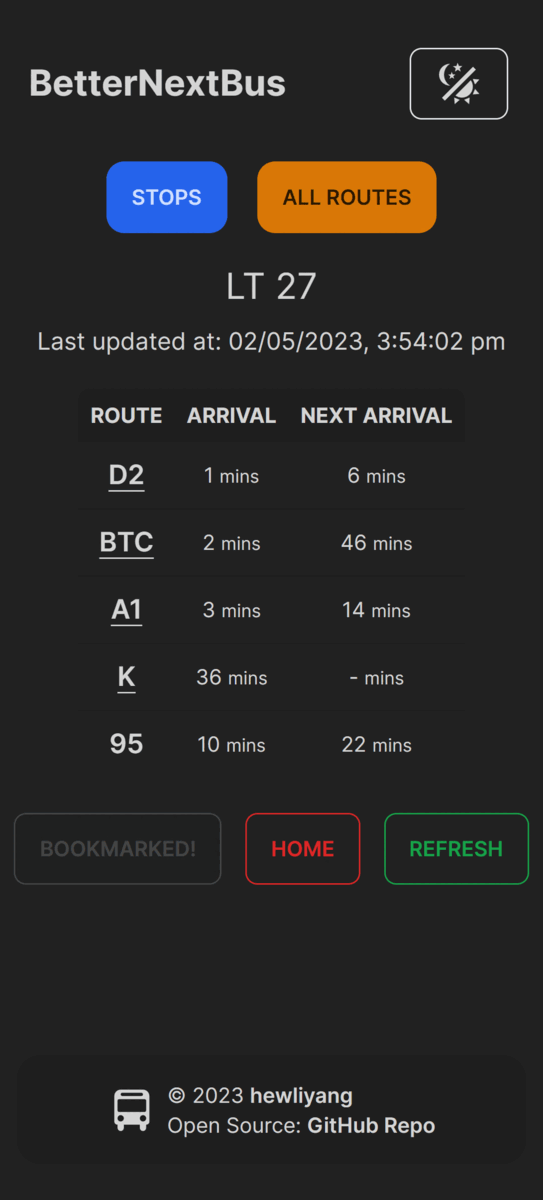 BetterNextBus
STOPS ALL ROUTES
LT 27
Last updated at: 02/05/2023, 3:54:02 pm
ROUTE ARRIVAL NEXT ARRIVAL
D2 1 mins 6 mins
BTC 2 mins 46 mins
A1 3 mins 14 mins
K 36 mins - mins
95 10 mins 22 mins
BOOKMARKED! HOME REFRESH
© 2023 hewliyang
Open Source: GitHub Repo